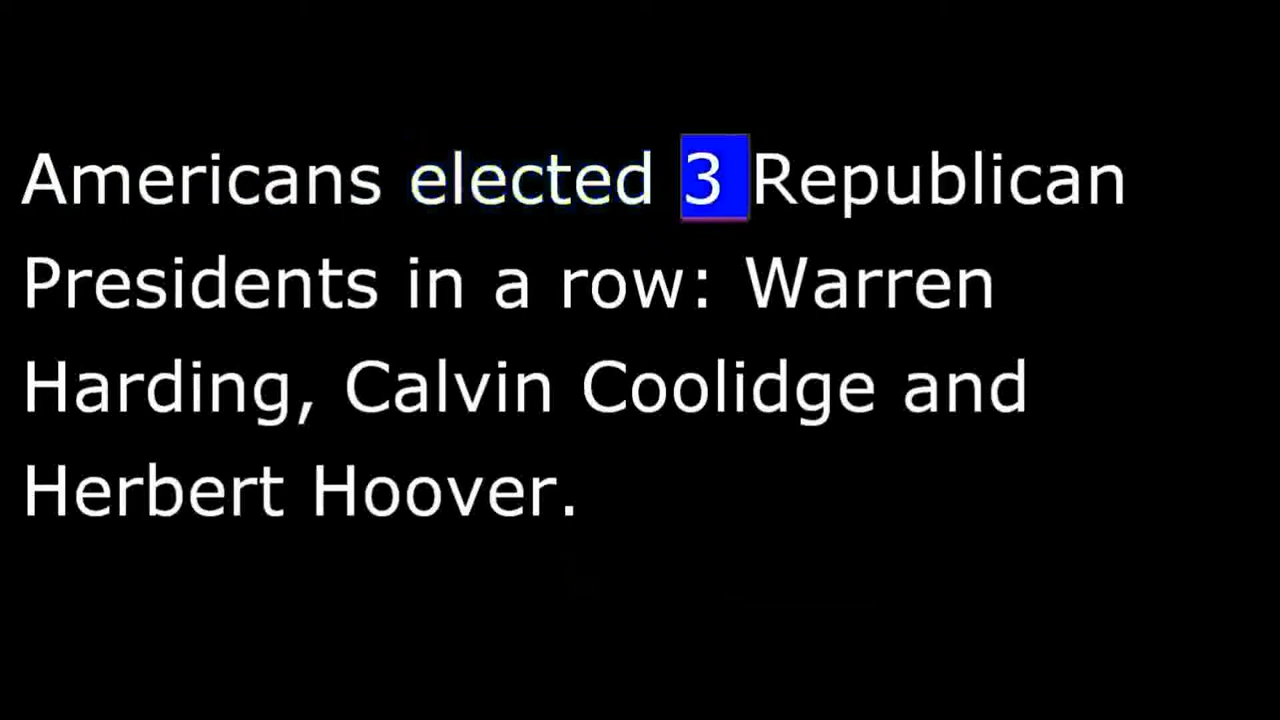 Americans elected 3 Republican
Presidents in a row: Warren
Harding, Calvin Coolidge and
Herbert Hoover.